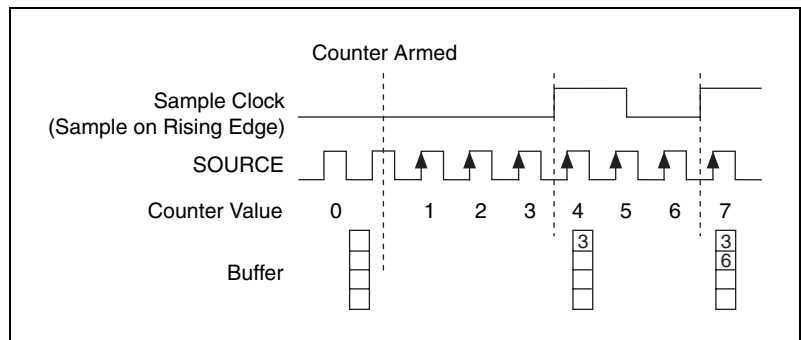 Counter Armed
Sample Clock
(Sample on Rising Edge)
SOURCE
Counter Value 0 1 2 3 4 5 6 7
Buffer
3 3
6